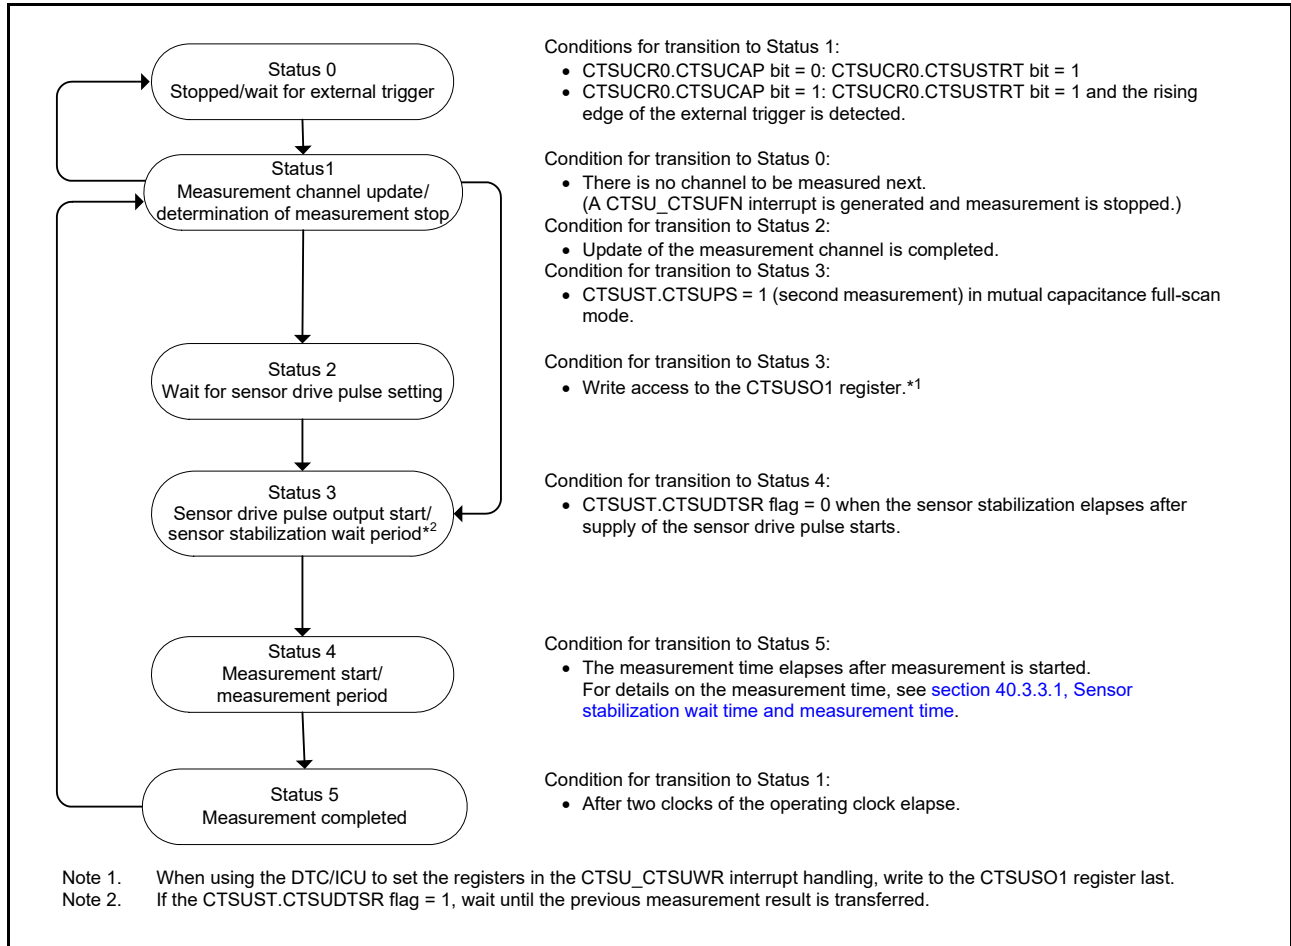 Status 0
Stopped/wait for external trigger
Conditions for transition to Status 1:
• CTSUCR0.CTSUCAP bit = 0: CTSUCR0.CTSUSTRT bit = 1
• CTSUCR0.CTSUCAP bit = 1: CTSUCR0.CTSUSTRT bit = 1 and the rising
edge of the external trigger is detected.
Status1
Measurement channel update/
determination of measurement stop
Condition for transition to Status 0:
• There is no channel to be measured next.
(A CTSU_CTSUFN interrupt is generated and measurement is stopped.)
Condition for transition to Status 2:
• Update of the measurement channel is completed.
Condition for transition to Status 3:
• CTSUST.CTSUPS = 1 (second measurement) in mutual capacitance full-scan
mode.
Status 2
Wait for sensor drive pulse setting
Condition for transition to Status 3:
• Write access to the CTSUSO1 register.*1
Status 3
Sensor drive pulse output start/
sensor stabilization wait period*2
Condition for transition to Status 4:
• CTSUST.CTSUDTSR flag = 0 when the sensor stabilization elapses after
supply of the sensor drive pulse starts.
Status 4
Measurement start/
measurement period
Condition for transition to Status 5:
• The measurement time elapses after measurement is started.
For details on the measurement time, see section 40.3.3.1, Sensor
stabilization wait time and measurement time.
Status 5
Measurement completed
Condition for transition to Status 1:
• After two clocks of the operating clock elapse.
Note 1. When using the DTC/ICU to set the registers in the CTSU_CTSUWR interrupt handling, write to the CTSUSO1 register last.
Note 2. If the CTSUST.CTSUDTSR flag = 1, wait until the previous measurement result is transferred.